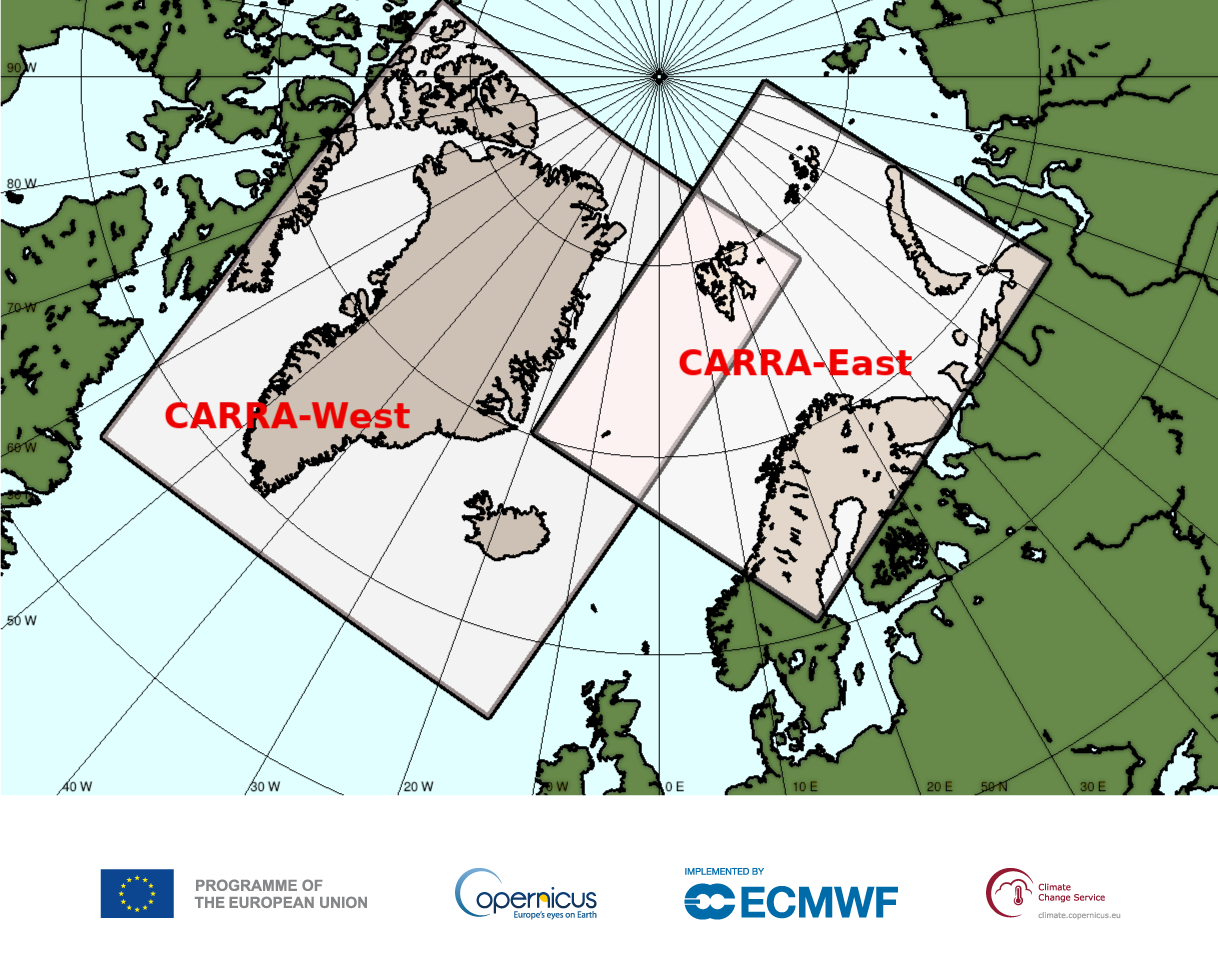 90 W
80 W
70 W
60 W
50 W
40 W
30 W
20 W
0 E
10 E
20 E
50 N
30 E
CARRA-West
CARRA-East
PROGRAMME OF
THE EUROPEAN UNION
opernicus
Europe's eyes on Earth
IMPLEMENTED BY
ECMWF
Climate
Change Service
climate.copernicus.eu